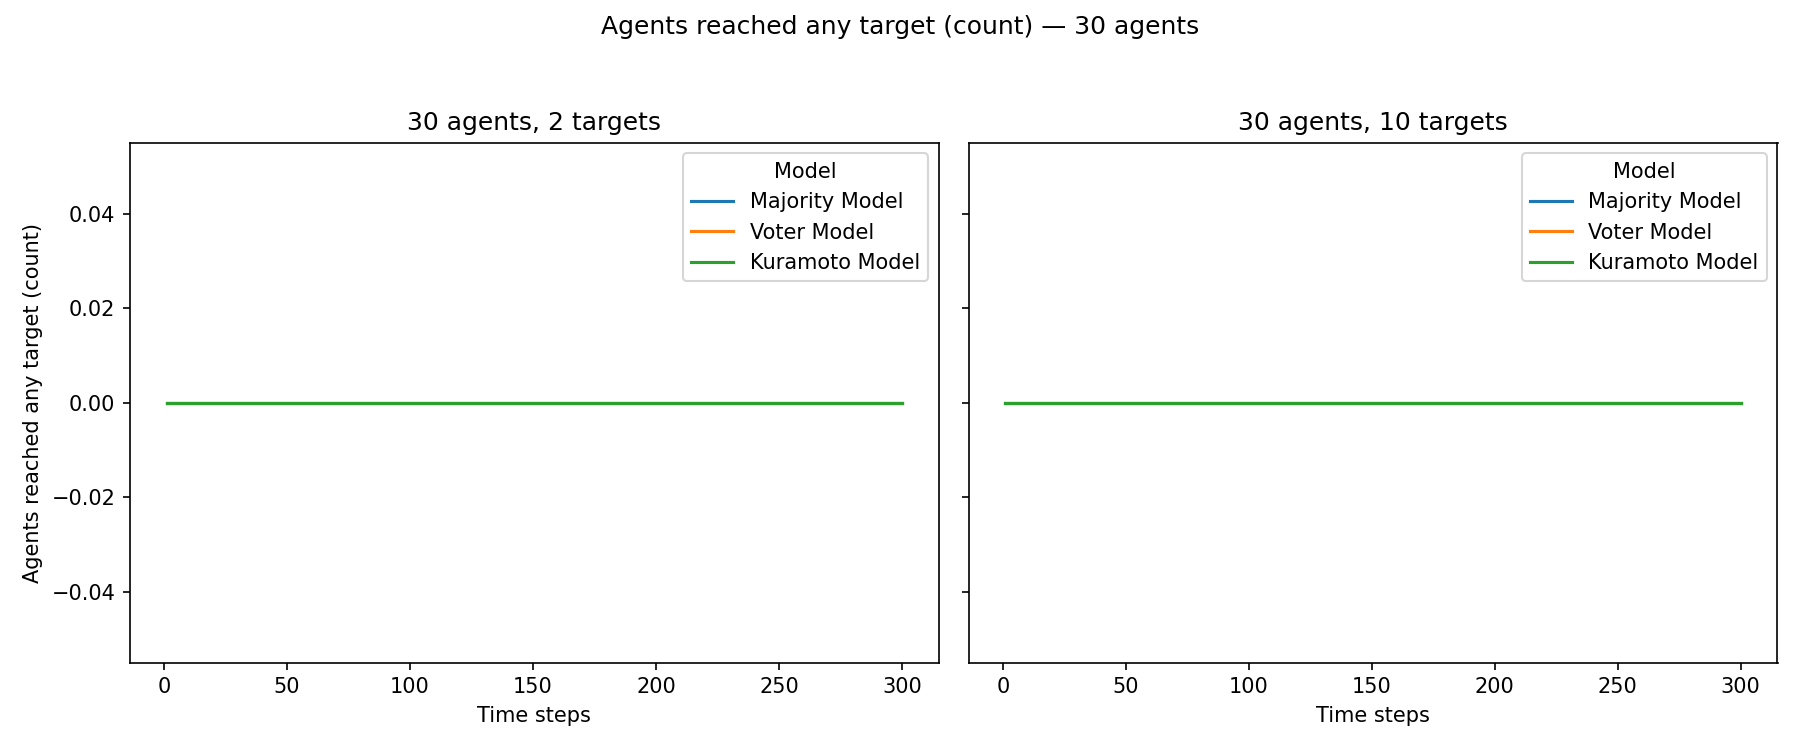 Agents reached any target (count) — 30 agents
30 agents, 2 targets
Agents reached any target (count)
0.04
0.02
0.00
−0.02
−0.04
Model
Majority Model
Voter Model
Kuramoto Model
0 50 100 150 200 250 300
Time steps
30 agents, 10 targets
Model
Majority Model
Voter Model
Kuramoto Model
0 50 100 150 200 250 300
Time steps